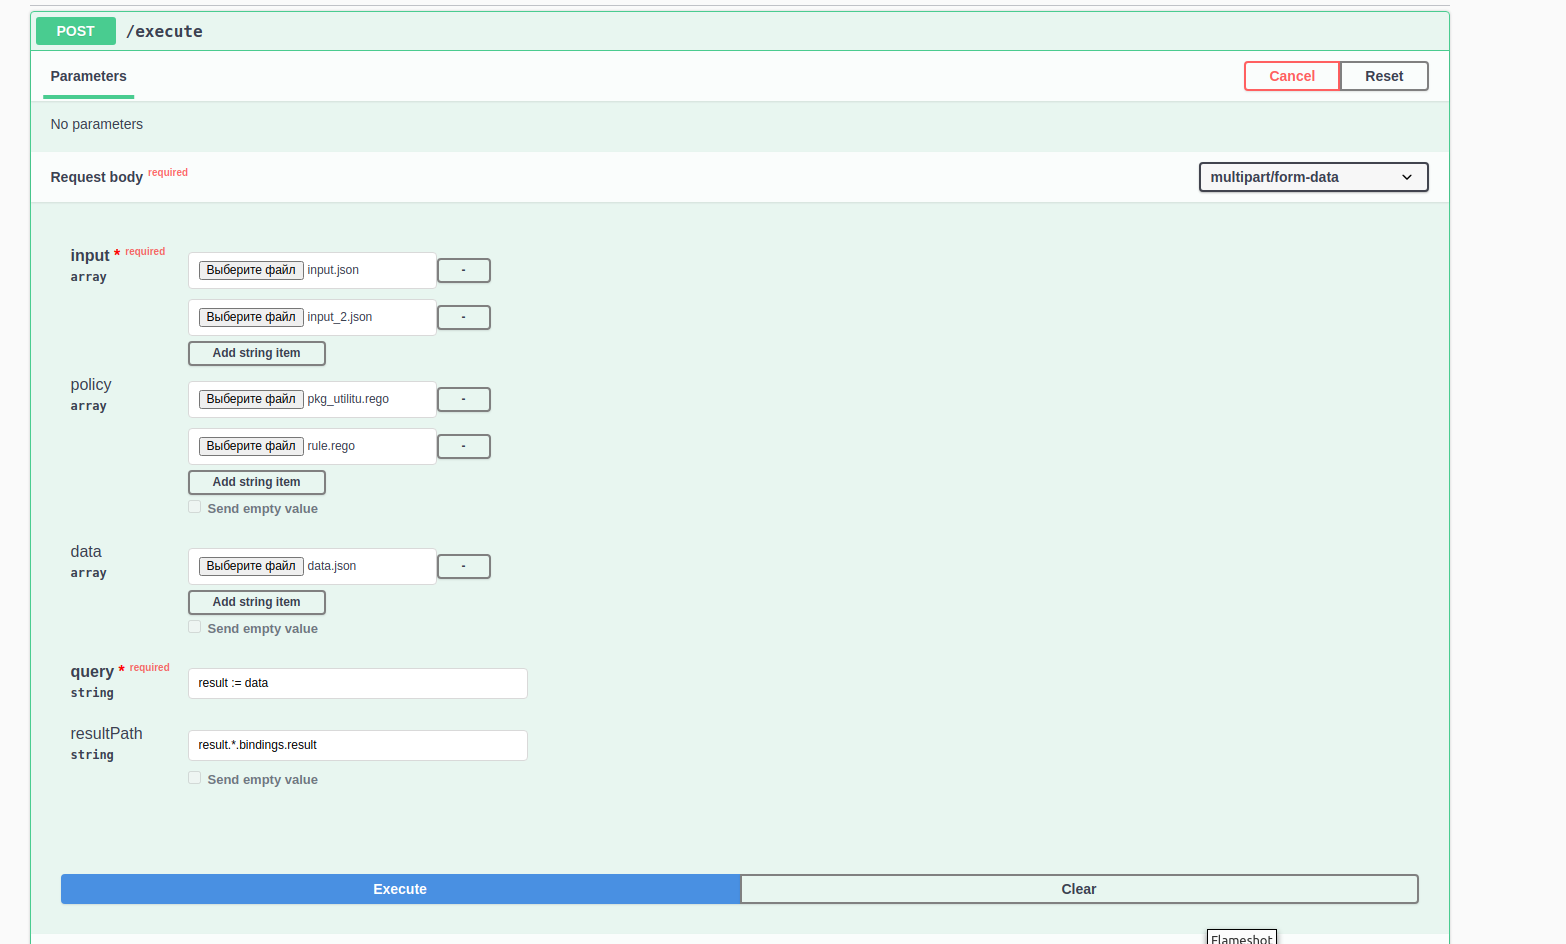 POST /execute
Parameters
Cancel Reset
No parameters
Request body required
multipart/form-data
input * required
array
Выберите файл input.json -
Выберите файл input_2.json -
Add string item
policy
array
Выберите файл pkg_utilitu.rego -
Выберите файл rule.rego -
Add string item
Send empty value
data
array
Выберите файл data.json -
Add string item
Send empty value
query * required
string
result := data
resultPath
string
result.*.bindings.result
Send empty value
Execute Clear
Flameshot